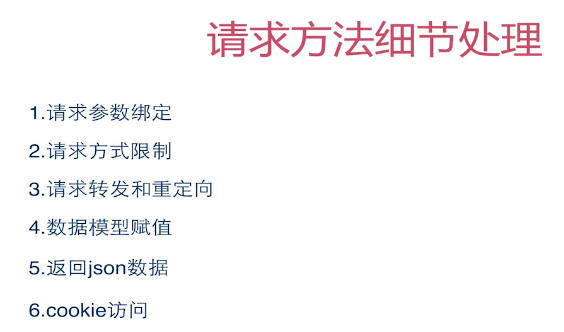 请求方法细节处理
1.请求参数绑定
2.请求方式限制
3.请求转发和重定向
4.数据模型赋值
5.返回json数据
6.cookie访问